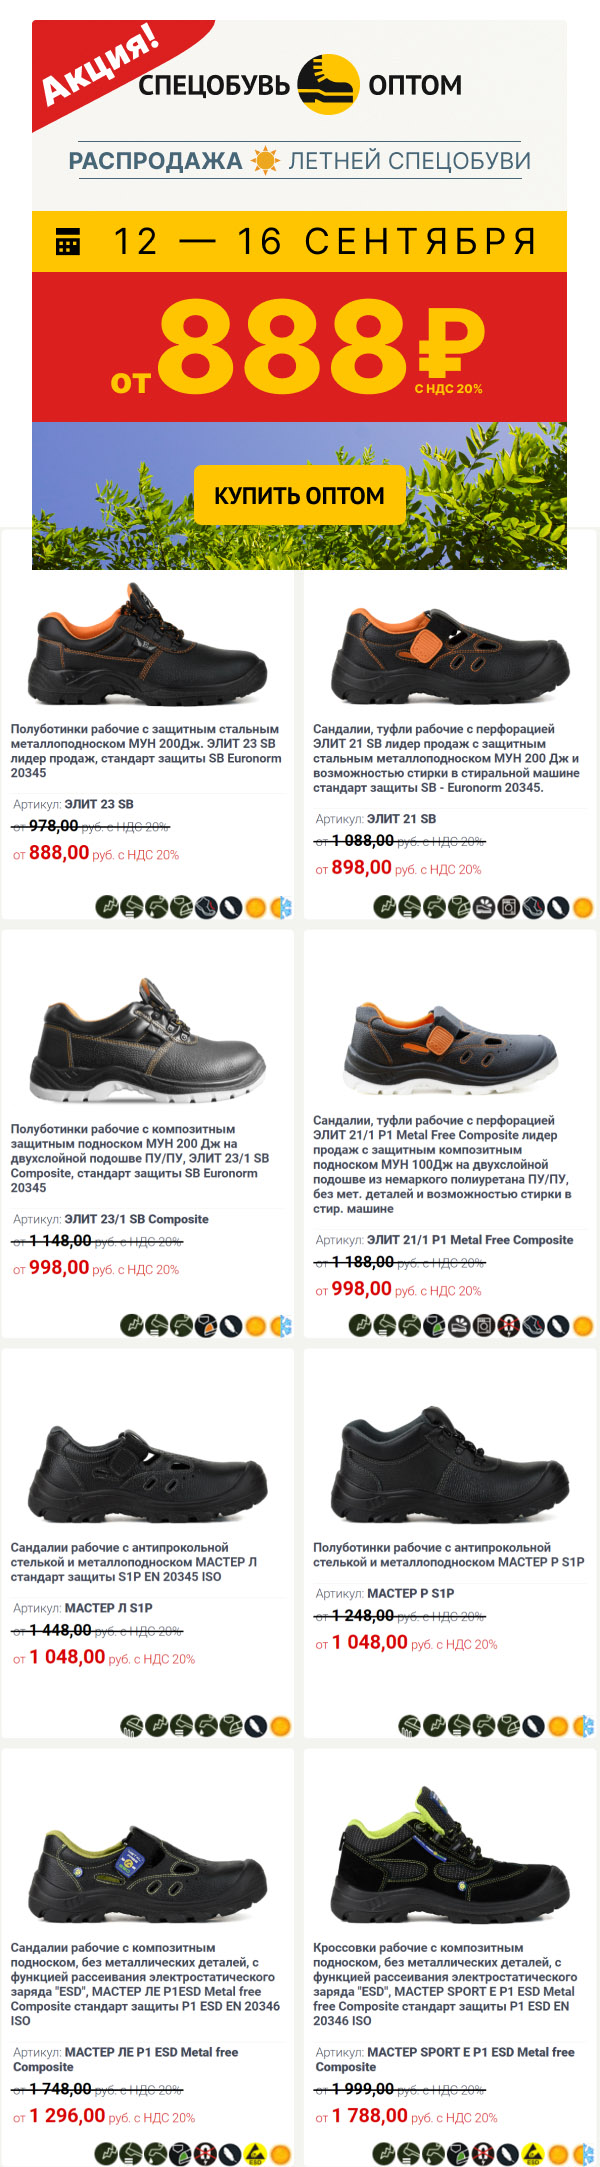 Акция!
СПЕЦОБУВЬ ОПТОМ
РАСПРОДАЖА ЛЕТНЕЙ СПЕЦОБУВИ
12 — 16 СЕНТЯБРЯ
от 888₽
С НДС 20%
КУПИТЬ ОПТОМ
Полуботинки рабочие с защитным стальным
металлоподноском МУН 200Дж. ЭЛИТ 23 SB
лидер продаж, стандарт защиты SB Euronorm
20345
Артикул: ЭЛИТ 23 SB
от 978,00 руб. с НДС 20%
от 888,00 руб. с НДС 20%
Сандалии, туфли рабочие с перфорацией
ЭЛИТ 21 SB лидер продаж с защитным
стальным металлоподноском МУН 200 Дж и
возможностью стирки в стиральной машине
стандарт защиты SB - Euronorm 20345.
Артикул: ЭЛИТ 21 SB
от 1 088,00 руб. с НДС 20%
от 898,00 руб. с НДС 20%
Полуботинки рабочие с композитным
защитным подноском МУН 200 Дж на
двухслойной подошве ПУ/ПУ, ЭЛИТ 23/1 SB
Composite, стандарт защиты SB Euronorm
20345
Артикул: ЭЛИТ 23/1 SB Composite
от 1 148,00 руб. с НДС 20%
от 998,00 руб. с НДС 20%
Сандалии, туфли рабочие с перфорацией
ЭЛИТ 21/1 P1 Metal Free Composite лидер
продаж с защитным композитным
подноском МУН 100Дж на двухслойной
подошве из немаркого полиуретана ПУ/ПУ,
без мет. деталей и возможностью стирки в
стир. машине
Артикул: ЭЛИТ 21/1 P1 Metal Free Composite
от 1 188,00 руб. с НДС 20%
от 998,00 руб. с НДС 20%
Сандалии рабочие с антипрокольной
стелькой и металлоподноском МАСТЕР Л
стандарт защиты S1P EN 20345 ISO
Артикул: МАСТЕР Л S1P
от 1 448,00 руб. с НДС 20%
от 1 048,00 руб. с НДС 20%
Полуботинки рабочие с антипрокольной
стелькой и металлоподноском МАСТЕР Р S1P
Артикул: МАСТЕР Р S1P
от 1 248,00 руб. с НДС 20%
от 1 048,00 руб. с НДС 20%
Сандалии рабочие с композитным
подноском, без металлических деталей, с
функцией рассеивания электростатического
заряда "ESD", МАСТЕР ЛЕ P1ESD Metal free
Composite стандарт защиты P1 ESD EN 20346
ISO
Артикул: МАСТЕР ЛЕ P1 ESD Metal free
Composite
от 1 748,00 руб. с НДС 20%
от 1 296,00 руб. с НДС 20%
ESD
Кроссовки рабочие с композитным
подноском, без металлических деталей, с
функцией рассеивания электростатического
заряда "ESD", МАСТЕР SPORT E P1 ESD Metal
free Composite стандарт защиты P1 ESD EN
20346 ISO
Артикул: МАСТЕР SPORT E P1 ESD Metal free
Composite
от 1 999,00 руб. с НДС 20%
от 1 788,00 руб. с НДС 20%
ESD